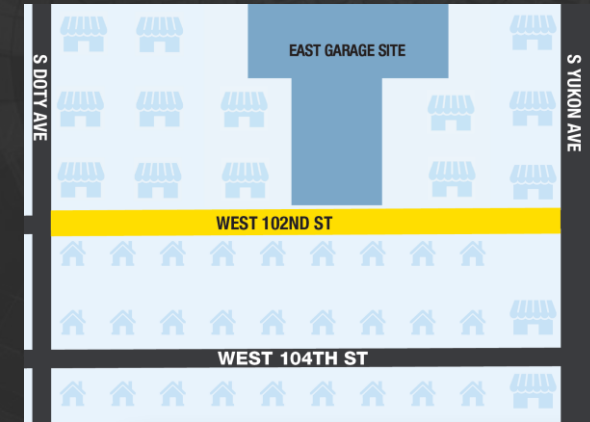 EAST GARAGE SITE
S DOTY AVE
S YUKON AVE
WEST 102ND ST
WEST 104TH ST